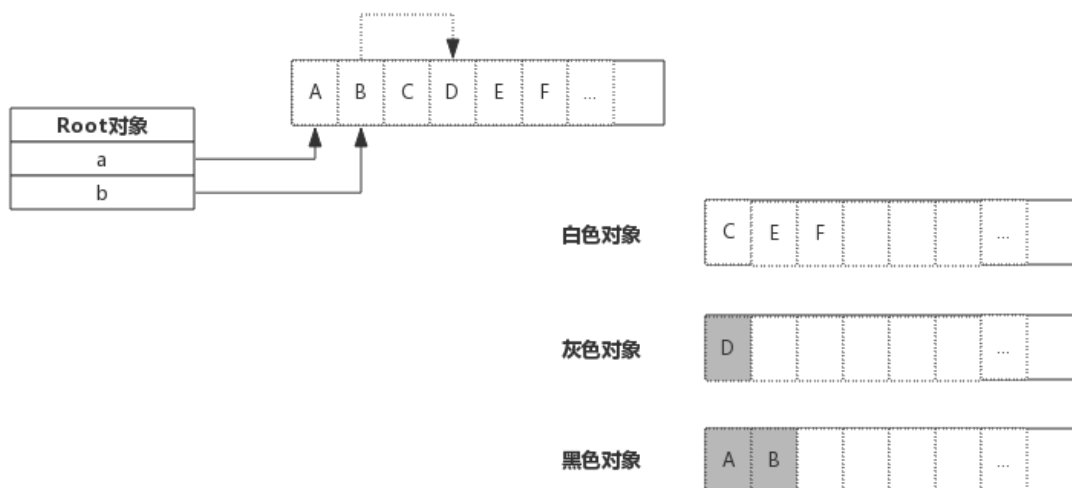 A B C D E F ...
Root对象
a
b
白色对象
C E F ...
灰色对象
D ...
黑色对象
A B ...